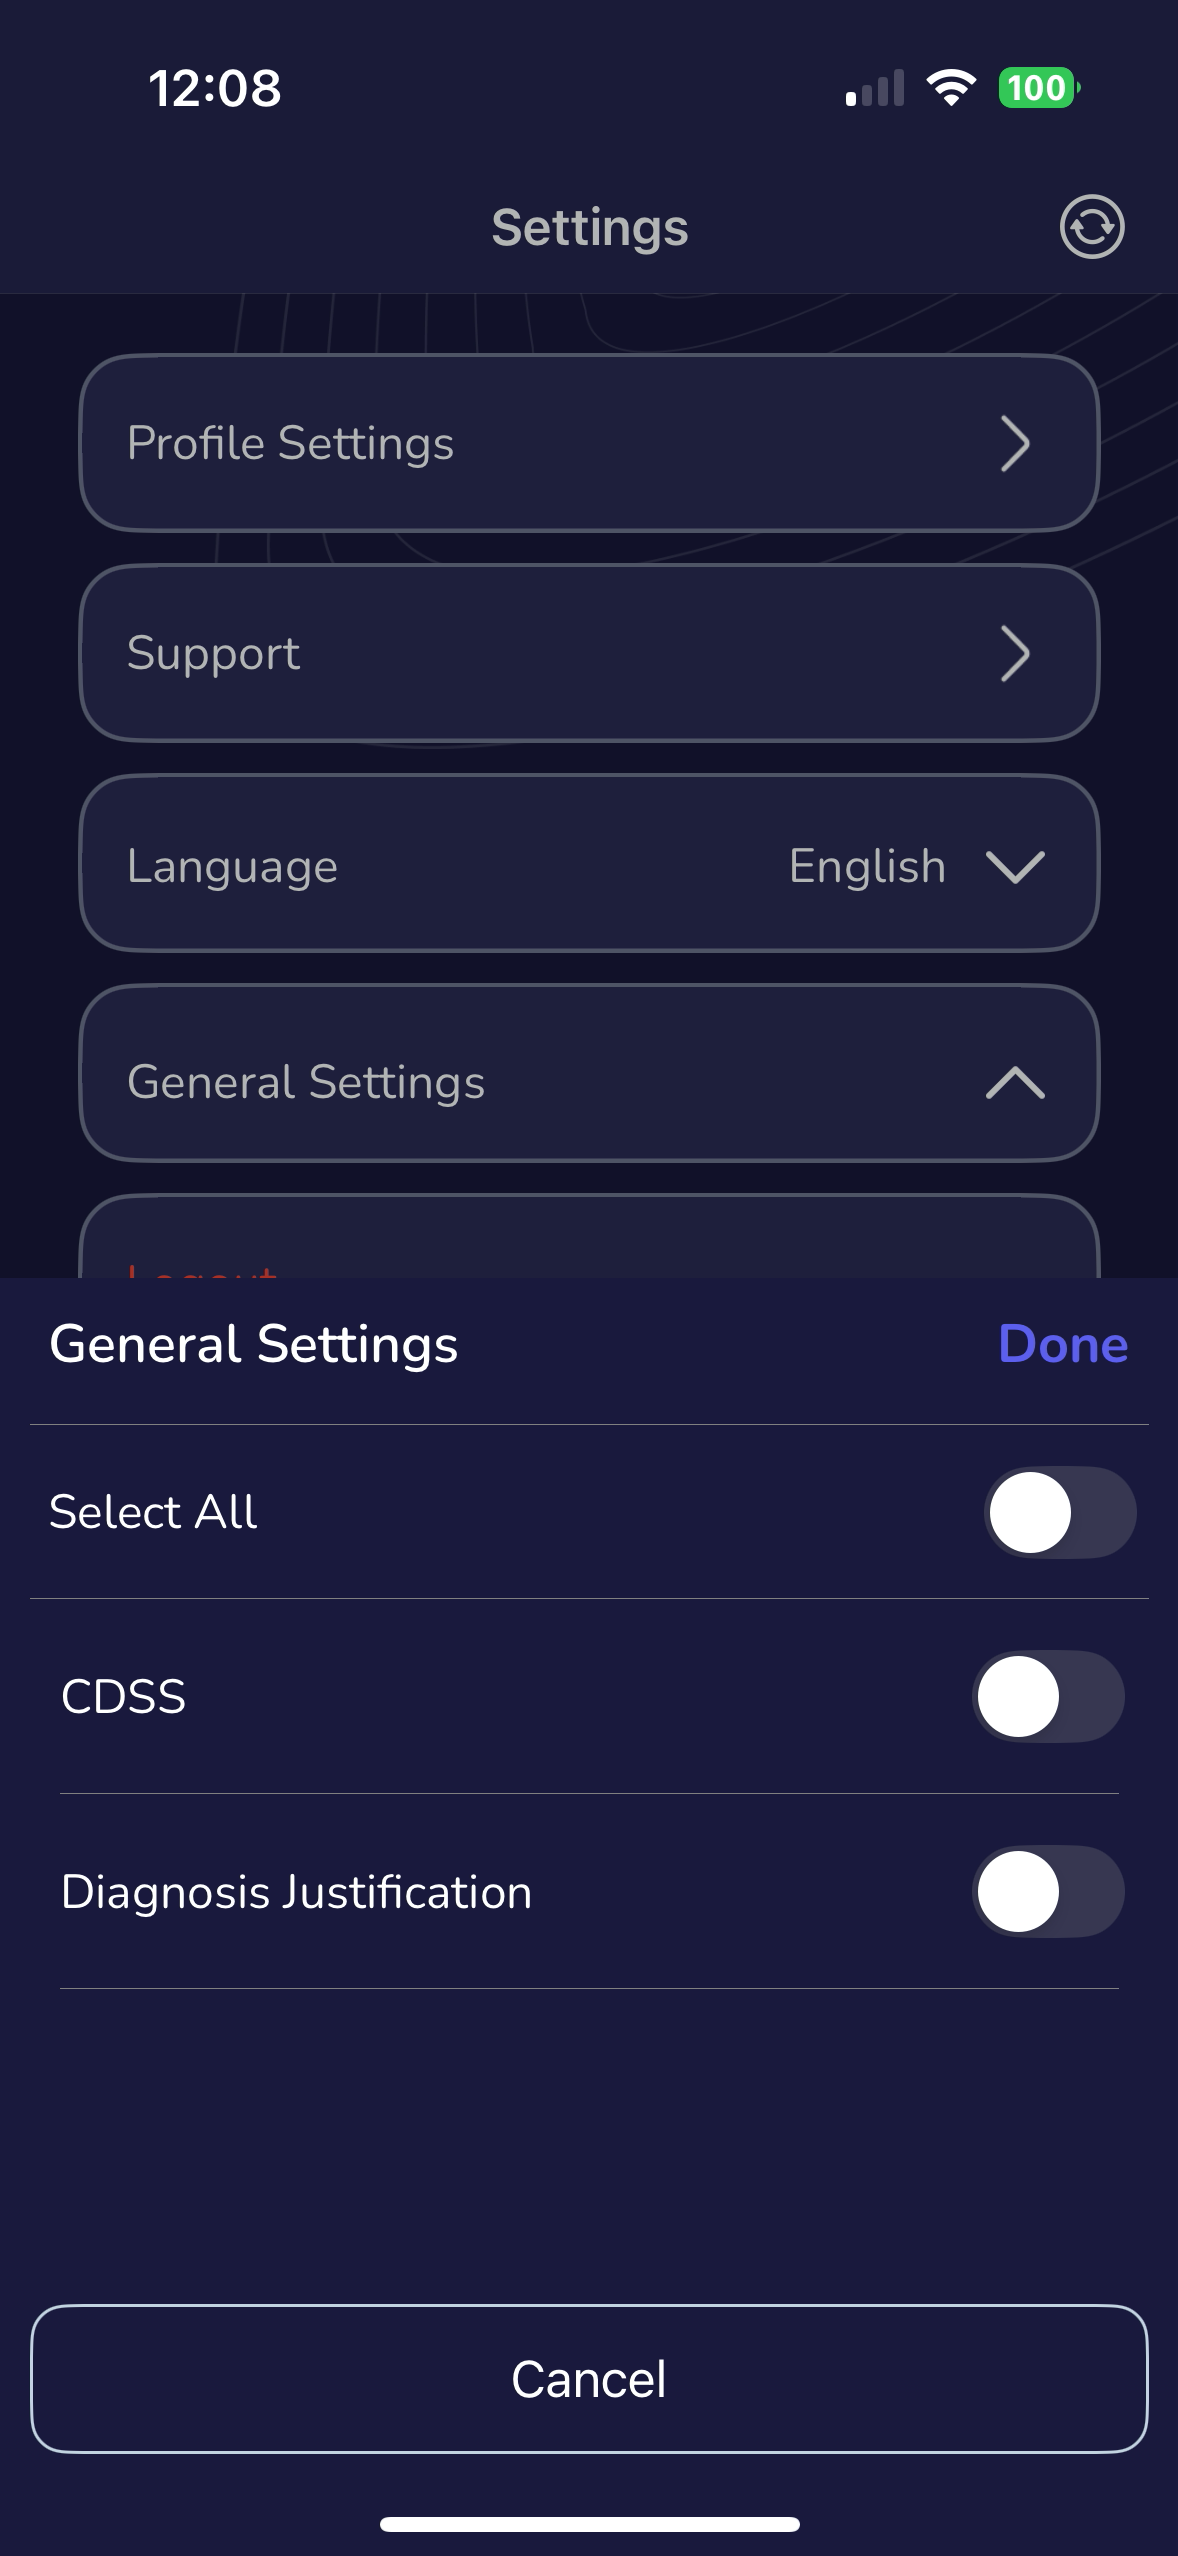 12:08
100
Settings
Profile Settings
Support
Language
English
General Settings
Logout
General Settings
Done
Select All
CDSS
Diagnosis Justification
Cancel